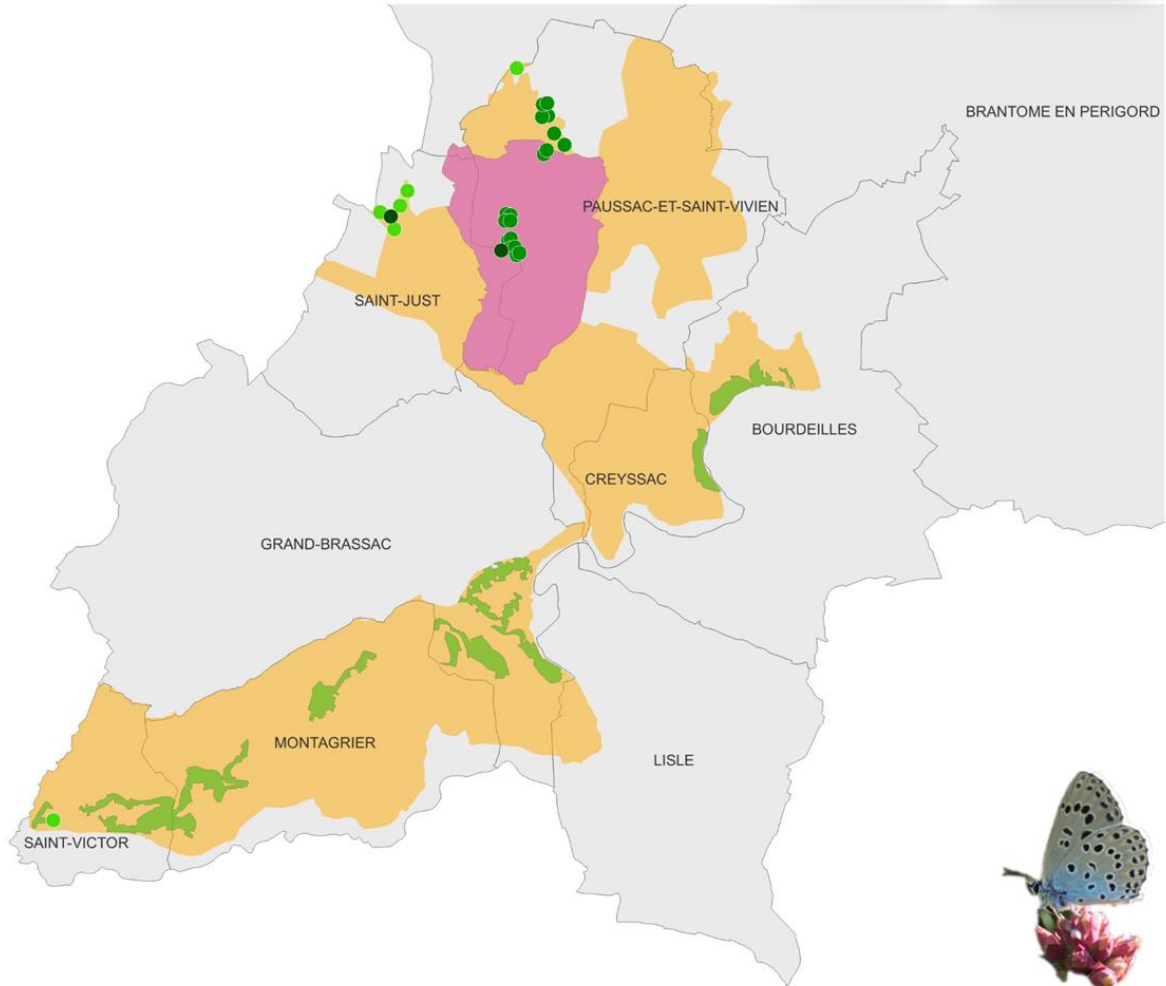 BRANTOME EN PERIGORD
PAUSSAC-ET-SAINT-VIVIEN
SAINT-JUST
BOURDEILLES
CREYSSAC
GRAND-BRASSAC
MONTAGRIER
LISLE
SAINT-VICTOR